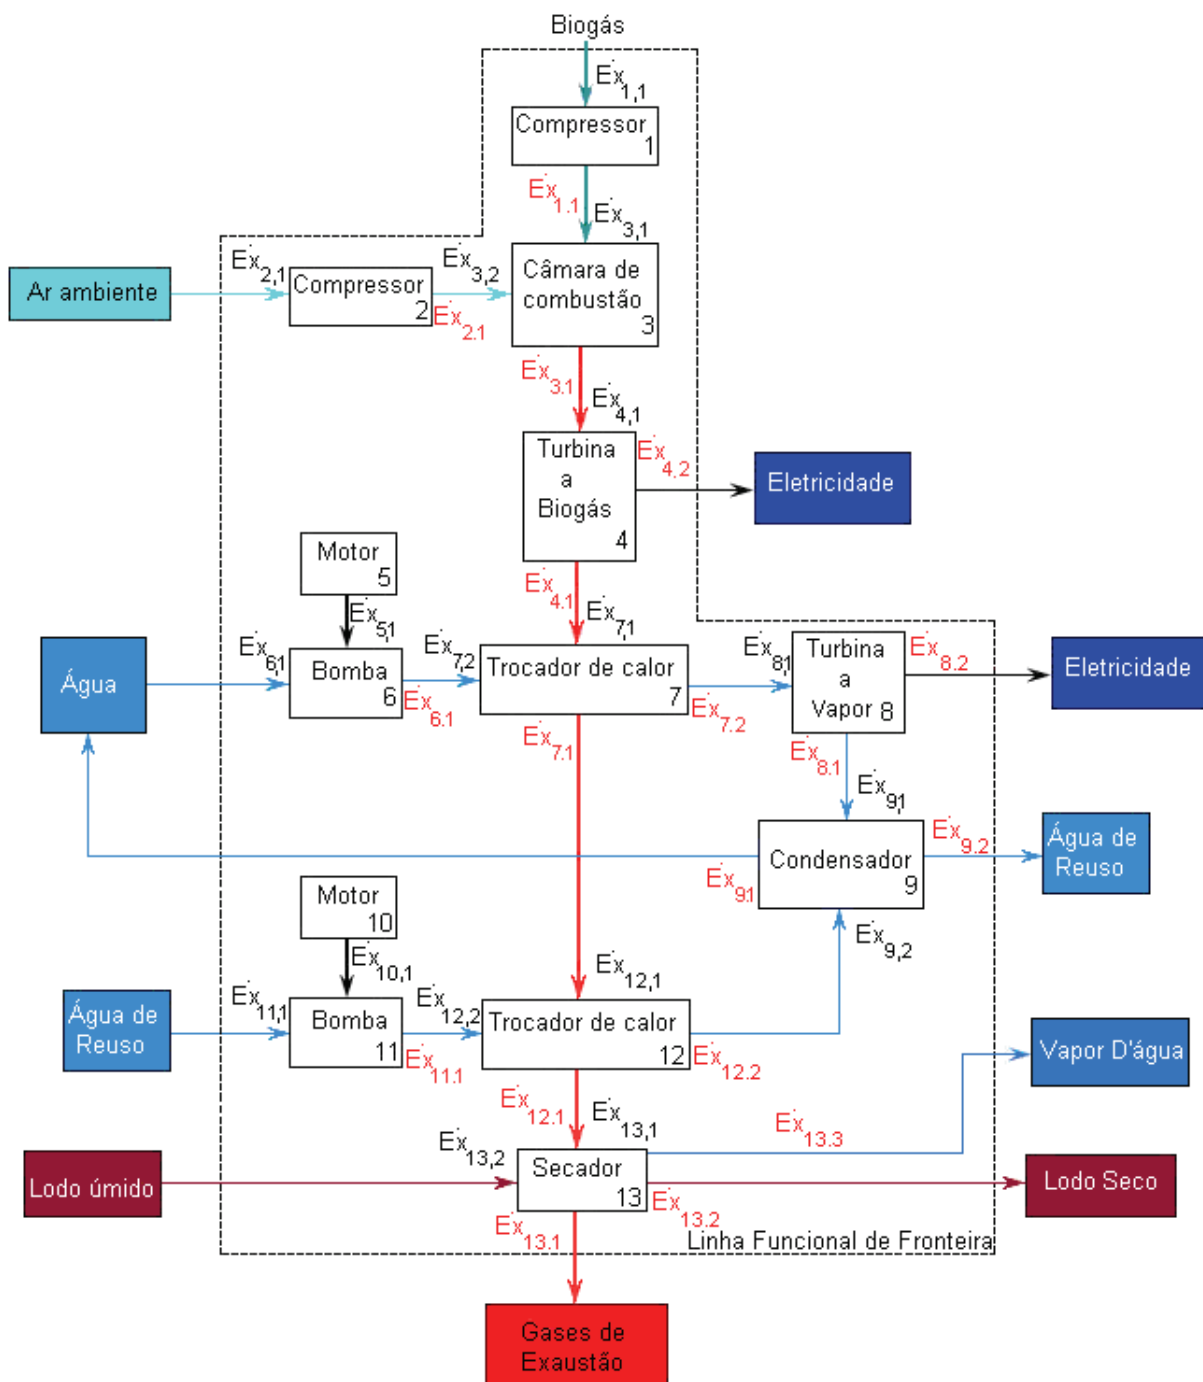 Biogás
Ėx1,1
Compressor
1
Ėx1.1
Ėx3,1
Ar ambiente
Ėx2,1
Compressor
2
Ėx3,2
Ėx2.1
Câmara de
combustão
3
Ėx3.1
Ėx4,1
Turbina
a
Biogás
4
Ėx4.2
Eletricidade
Motor
5
Ėx5,1
Ėx4.1
Ėx7,1
Água
Ėx6,1
Bomba
6
Ėx7,2
Ėx6.1
Trocador de calor
7
Ėx8,1
Ėx7.2
Turbina
a
Vapor 8
Ėx8.2
Eletricidade
Ėx7.1
Ėx8.1
Ėx9,1
Condensador
9
Ėx9.2
Água de
Reuso
Ėx9.1
Ėx9,2
Motor
10
Ėx10,1
Ėx12,1
Água de
Reuso
Ėx11,1
Bomba
11
Ėx12,2
Ėx11.1
Trocador de calor
12
Ėx12.2
Vapor D'água
Ėx12.1
Ėx13,1
Ėx13.3
Lodo úmido
Ėx13,2
Secador
13
Ėx13.2
Lodo Seco
Ėx13.1
Linha Funcional de Fronteira
Gases de
Exaustão